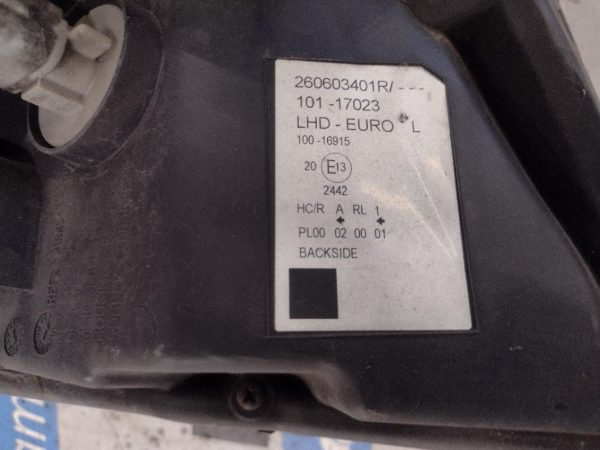 260603401R/ - - -
101 -17023
LHD - EURO L
100 -16915
20 E13
2442
HC/R A RL 1
PL00 02 00 01
BACKSIDE